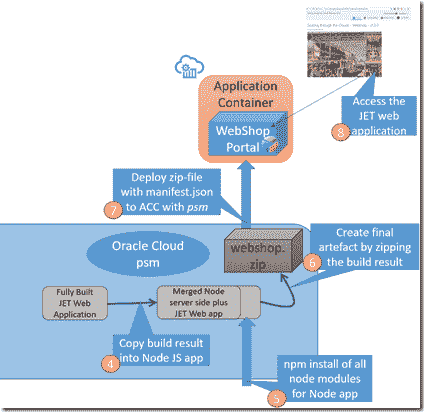 Application
Container
WebShop
Portal
Access the
JET web
application
8
Deploy zip-file
with manifest.json
to ACC with psm
7
Oracle Cloud
psm
webshop.
zip
Create final
artefact by zipping
the build result
6
Fully Built
JET Web
Application
Merged Node
server side plus
JET Web app
Copy build result
into Node JS app
4
npm install of all
node modules
for Node app
5